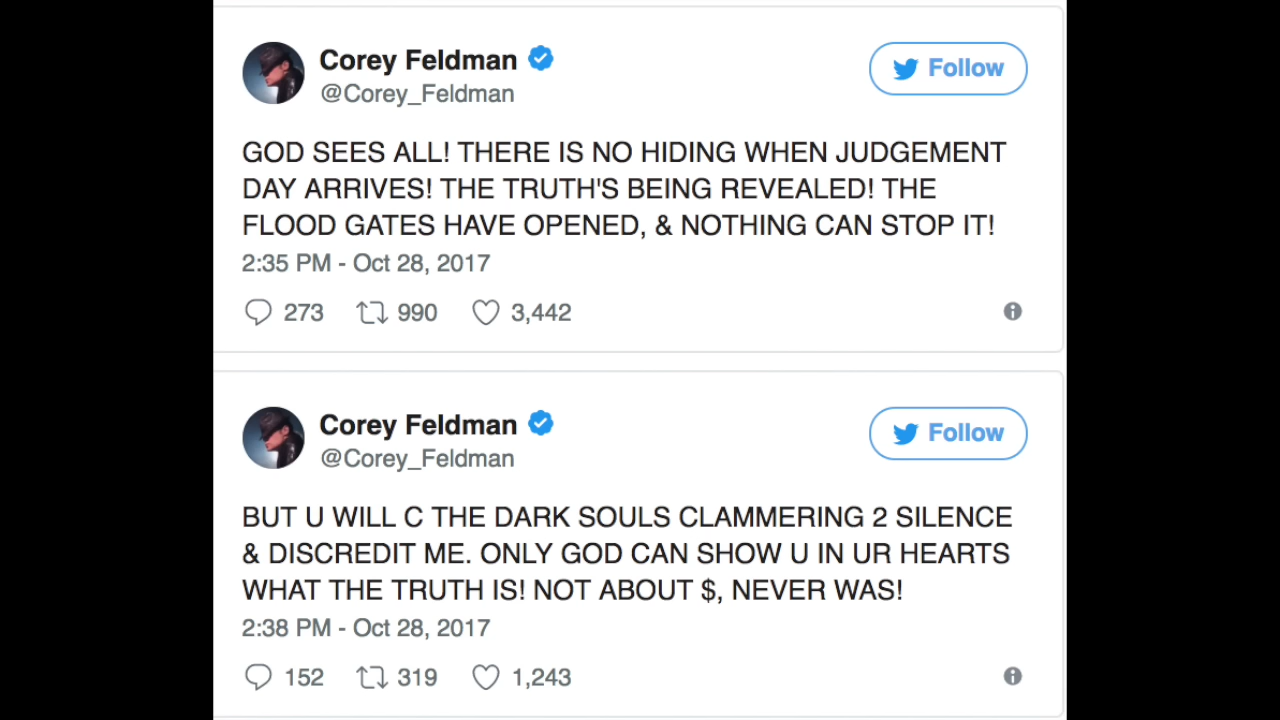 Corey Feldman
Follow
@Corey_Feldman
GOD SEES ALL! THERE IS NO HIDING WHEN JUDGEMENT
DAY ARRIVES! THE TRUTH'S BEING REVEALED! THE
FLOOD GATES HAVE OPENED, & NOTHING CAN STOP IT!
2:35 PM - Oct 28, 2017
273 990 3,442
Corey Feldman
Follow
@Corey_Feldman
BUT U WILL C THE DARK SOULS CLAMMERING 2 SILENCE
& DISCREDIT ME. ONLY GOD CAN SHOW U IN UR HEARTS
WHAT THE TRUTH IS! NOT ABOUT $, NEVER WAS!
2:38 PM - Oct 28, 2017
152 319 1,243